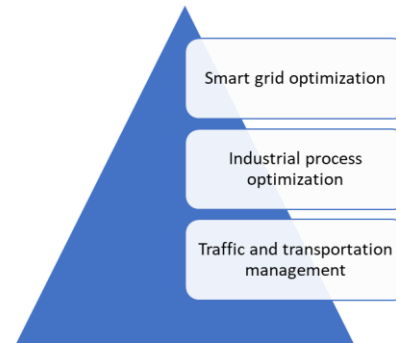 Smart grid optimization
Industrial process
optimization
Traffic and transportation
management